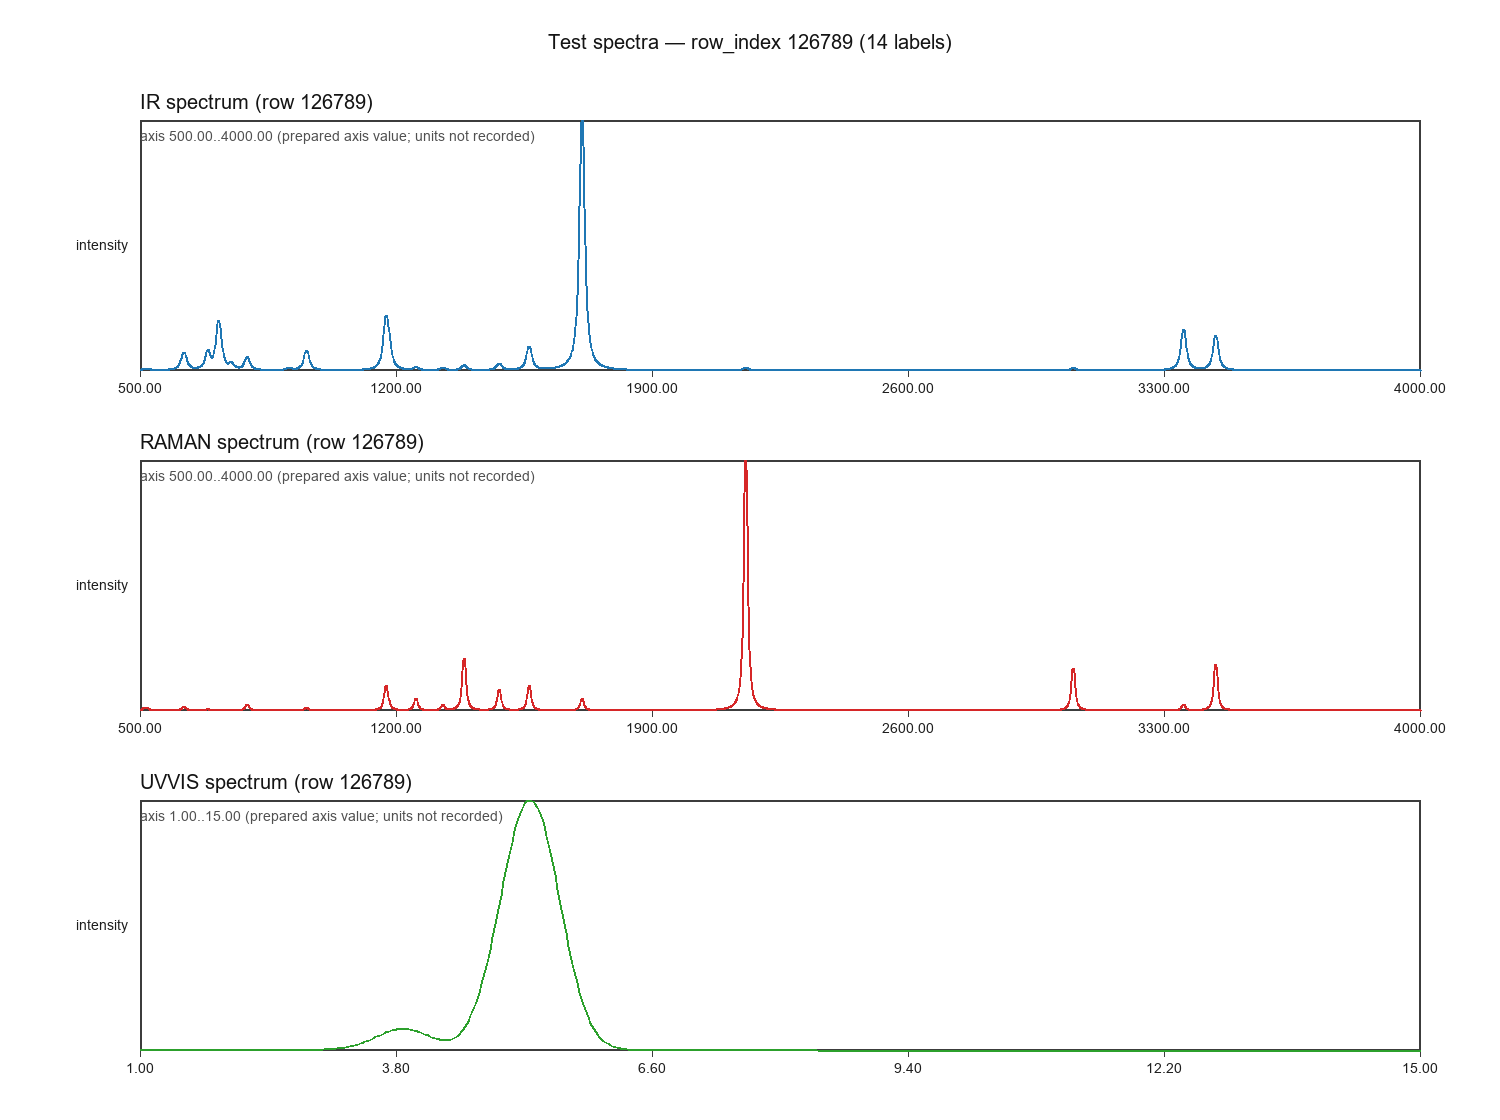 Test spectra — row_index 126789 (14 labels)
IR spectrum (row 126789)
axis 500.00..4000.00 (prepared axis value; units not recorded)
intensity
500.00 1200.00 1900.00 2600.00 3300.00 4000.00
RAMAN spectrum (row 126789)
axis 500.00..4000.00 (prepared axis value; units not recorded)
intensity
500.00 1200.00 1900.00 2600.00 3300.00 4000.00
UVVIS spectrum (row 126789)
axis 1.00..15.00 (prepared axis value; units not recorded)
intensity
1.00 3.80 6.60 9.40 12.20 15.00